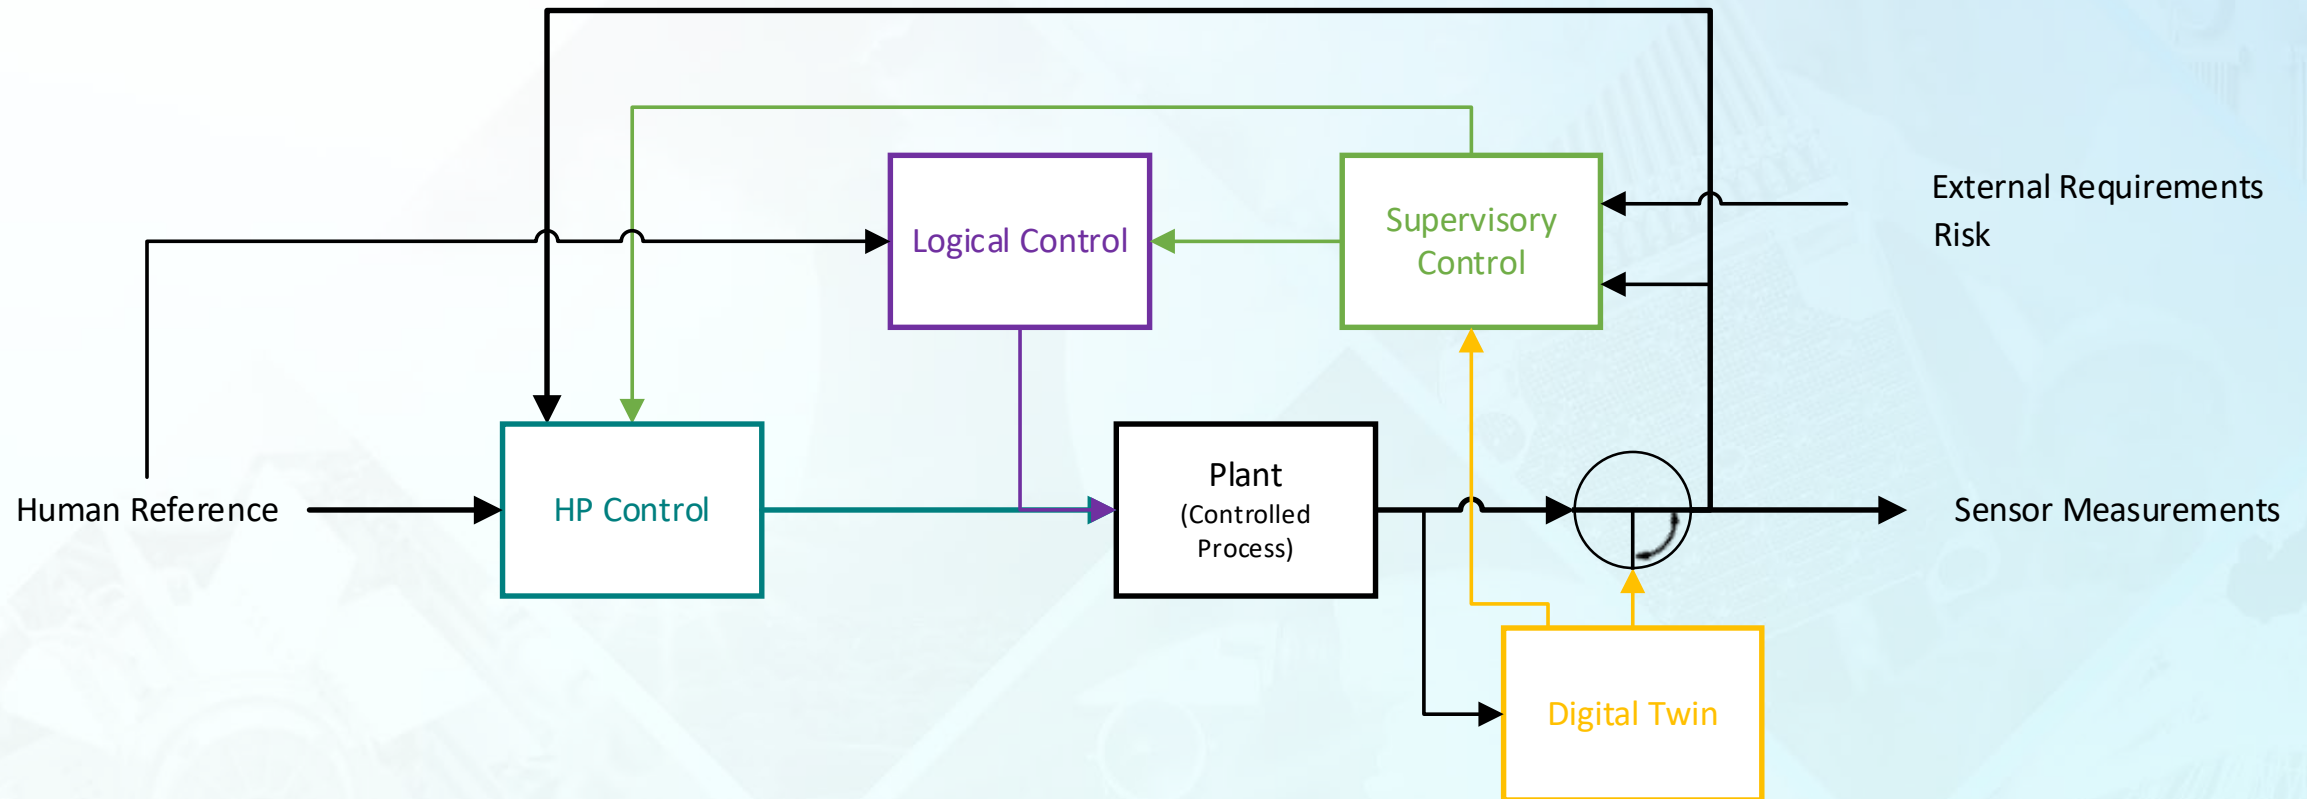 External Requirements
Risk
Logical Control
Supervisory
Control
Human Reference
HP Control
Plant
(Controlled
Process)
Sensor Measurements
Digital Twin